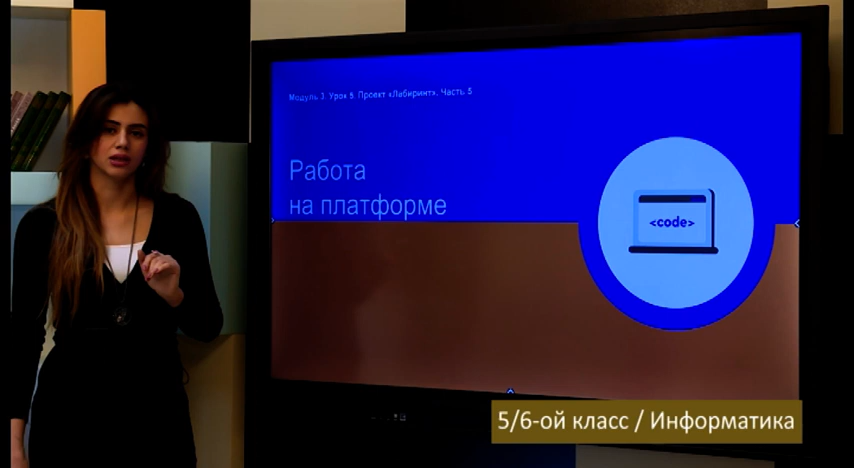 Модуль 3. Урок 5. Проект «Лабиринт». Часть 5
Работа
на платформе
<code>
5/6-ой класс / Информатика